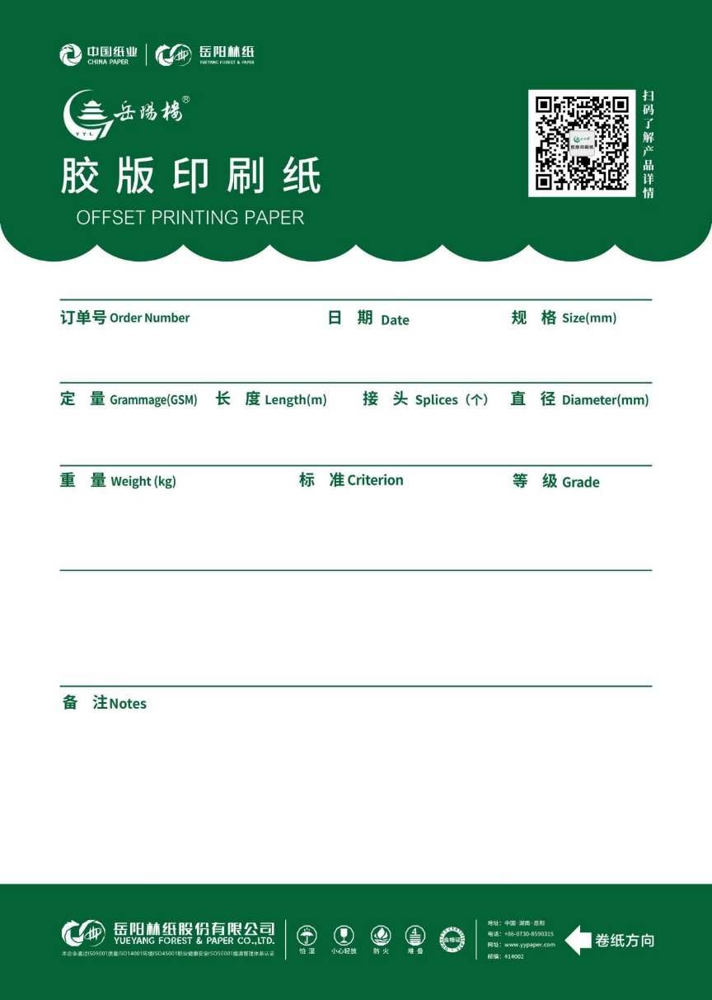 中国纸业 岳阳林纸
CHINA PAPER YUEYANG FOREST & PAPER
岳陽楼®
YYL
胶版印刷纸
OFFSET PRINTING PAPER
扫码了解产品详情
胶版印刷纸
订单号 Order Number 日 期 Date 规 格 Size(mm)
定 量 Grammage(GSM) 长 度 Length(m) 接 头 Splices（个） 直 径 Diameter(mm)
重 量 Weight (kg) 标 准 Criterion 等 级 Grade
备 注 Notes
岳阳林纸股份有限公司
YUEYANG FOREST & PAPER CO.,LTD.
本企业通过ISO9001质量ISO14001环境ISO45001职业健康安全ISO50001能源管理体系认证
怕 湿 小心轻放 防 火 堆 叠
4
合格证
地址：中国·湖南·岳阳
电话：+86-0730-8590315
网址：www.yypaper.com
邮编：414002
卷纸方向